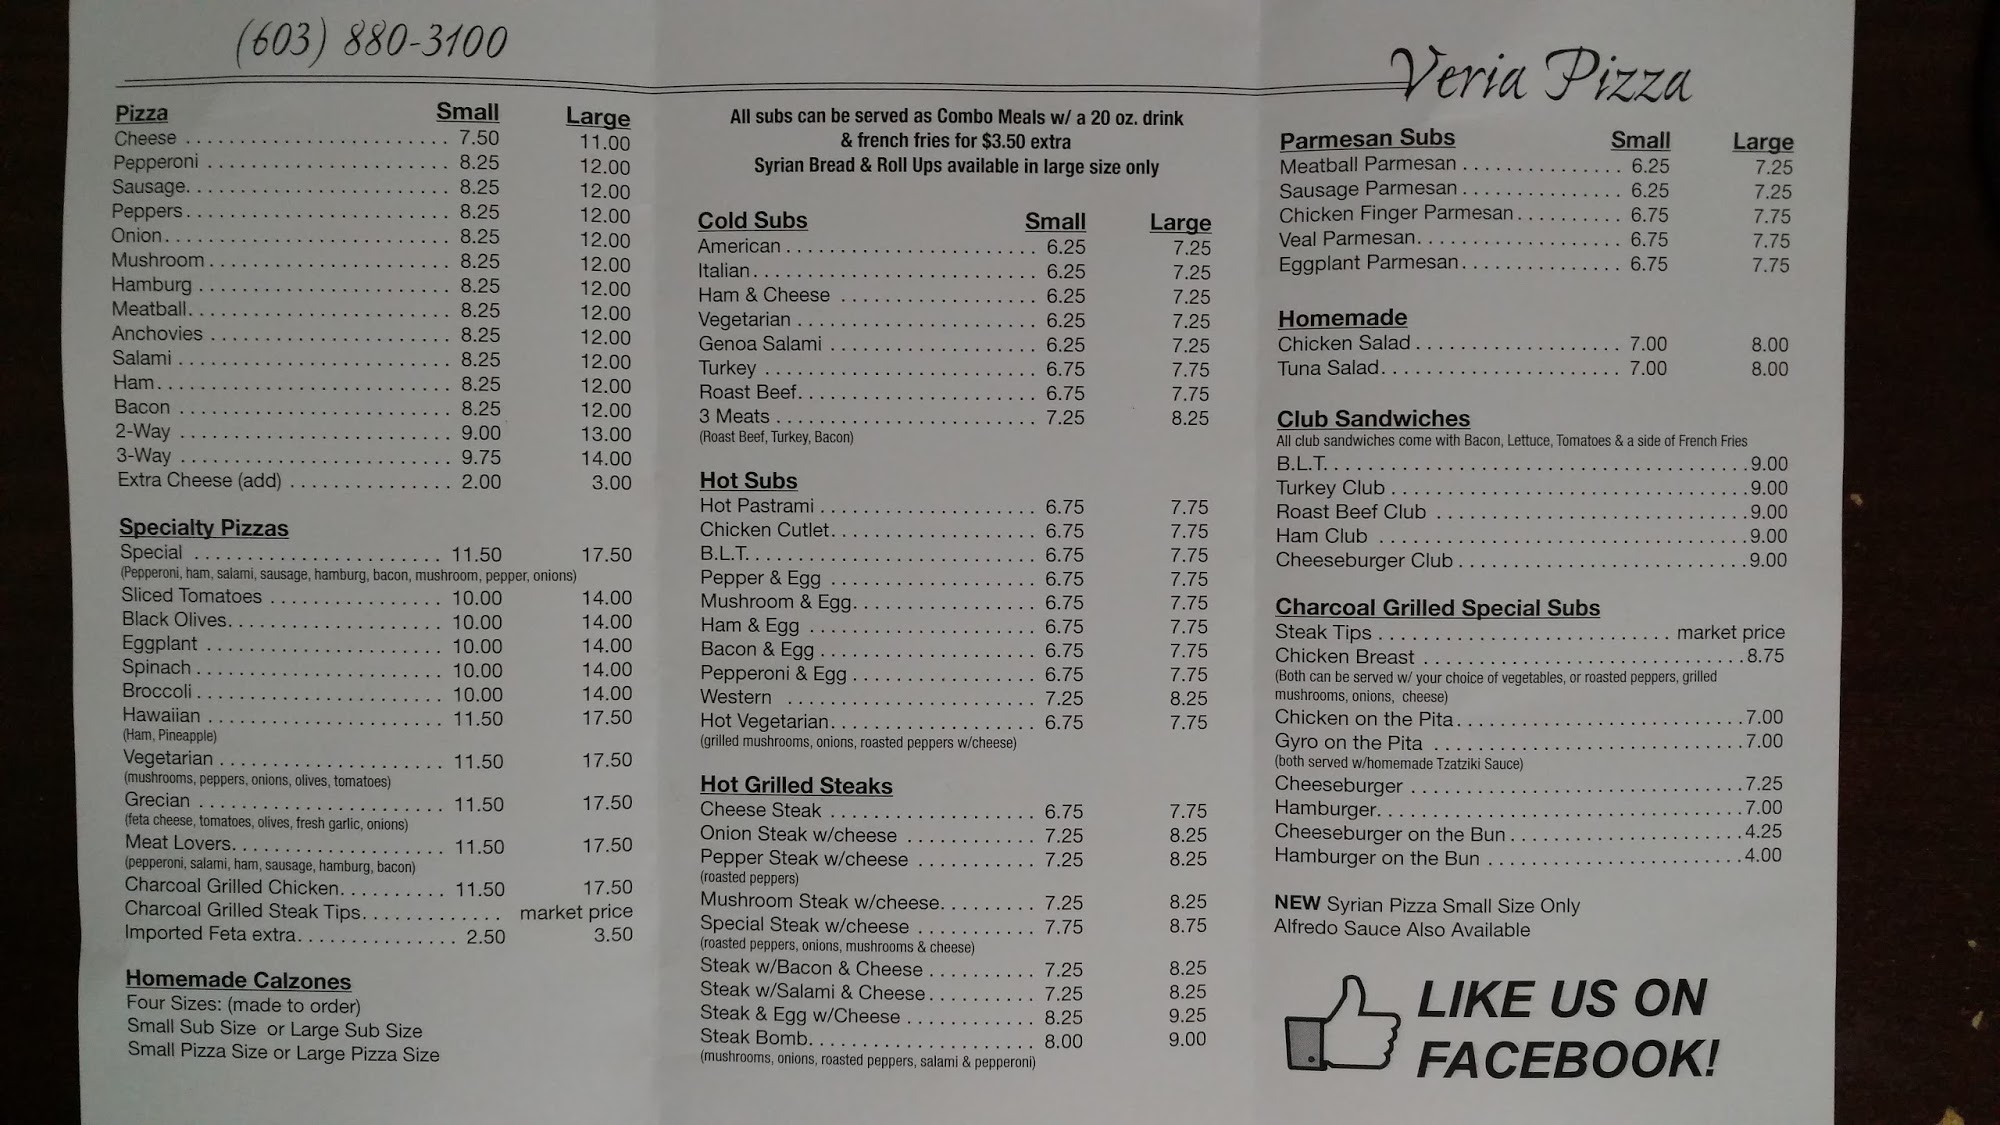 (603) 880-3100
Veria Pizza
Pizza Small Large
Cheese 7.50 11.00
Pepperoni 8.25 12.00
Sausage 8.25 12.00
Peppers 8.25 12.00
Onion 8.25 12.00
Mushroom 8.25 12.00
Hamburg 8.25 12.00
Meatball 8.25 12.00
Anchovies 8.25 12.00
Salami 8.25 12.00
Ham 8.25 12.00
Bacon 8.25 12.00
2-Way 9.00 13.00
3-Way 9.75 14.00
Extra Cheese (add) 2.00 3.00
Specialty Pizzas
Special 11.50 17.50
(Pepperoni, ham, salami, sausage, hamburg, bacon, mushroom, pepper, onions)
Sliced Tomatoes 10.00 14.00
Black Olives 10.00 14.00
Eggplant 10.00 14.00
Spinach 10.00 14.00
Broccoli 10.00 14.00
Hawaiian 11.50 17.50
(Ham, Pineapple)
Vegetarian 11.50 17.50
(mushrooms, peppers, onions, olives, tomatoes)
Grecian 11.50 17.50
(feta cheese, tomatoes, olives, fresh garlic, onions)
Meat Lovers 11.50 17.50
(pepperoni, salami, ham, sausage, hamburg, bacon)
Charcoal Grilled Chicken 11.50 17.50
Charcoal Grilled Steak Tips market price
Imported Feta extra 2.50 3.50
Homemade Calzones
Four Sizes: (made to order)
Small Sub Size or Large Sub Size
Small Pizza Size or Large Pizza Size
All subs can be served as Combo Meals w/ a 20 oz. drink
& french fries for $3.50 extra
Syrian Bread & Roll Ups available in large size only
Cold Subs Small Large
American 6.25 7.25
Italian 6.25 7.25
Ham & Cheese 6.25 7.25
Vegetarian 6.25 7.25
Genoa Salami 6.25 7.25
Turkey 6.75 7.75
Roast Beef 6.75 7.75
3 Meats 7.25 8.25
(Roast Beef, Turkey, Bacon)
Hot Subs
Hot Pastrami 6.75 7.75
Chicken Cutlet 6.75 7.75
B.L.T. 6.75 7.75
Pepper & Egg 6.75 7.75
Mushroom & Egg 6.75 7.75
Ham & Egg 6.75 7.75
Bacon & Egg 6.75 7.75
Pepperoni & Egg 6.75 7.75
Western 7.25 8.25
Hot Vegetarian 6.75 7.75
(grilled mushrooms, onions, roasted peppers w/cheese)
Hot Grilled Steaks
Cheese Steak 6.75 7.75
Onion Steak w/cheese 7.25 8.25
Pepper Steak w/cheese 7.25 8.25
(roasted peppers)
Mushroom Steak w/cheese 7.25 8.25
Special Steak w/cheese 7.75 8.75
(roasted peppers, onions, mushrooms & cheese)
Steak w/Bacon & Cheese 7.25 8.25
Steak w/Salami & Cheese 7.25 8.25
Steak & Egg w/Cheese 8.25 9.25
Steak Bomb 8.00 9.00
(mushrooms, onions, roasted peppers, salami & pepperoni)
Parmesan Subs Small Large
Meatball Parmesan 6.25 7.25
Sausage Parmesan 6.25 7.25
Chicken Finger Parmesan 6.75 7.75
Veal Parmesan 6.75 7.75
Eggplant Parmesan 6.75 7.75
Homemade
Chicken Salad 7.00 8.00
Tuna Salad 7.00 8.00
Club Sandwiches
All club sandwiches come with Bacon, Lettuce, Tomatoes & a side of French Fries
B.L.T. 9.00
Turkey Club 9.00
Roast Beef Club 9.00
Ham Club 9.00
Cheeseburger Club 9.00
Charcoal Grilled Special Subs
Steak Tips market price
Chicken Breast 8.75
(Both can be served w/ your choice of vegetables, or roasted peppers, grilled
mushrooms, onions, cheese)
Chicken on the Pita 7.00
Gyro on the Pita 7.00
(both served w/homemade Tzatziki Sauce)
Cheeseburger 7.25
Hamburger 7.00
Cheeseburger on the Bun 4.25
Hamburger on the Bun 4.00
NEW Syrian Pizza Small Size Only
Alfredo Sauce Also Available
LIKE US ON
FACEBOOK!